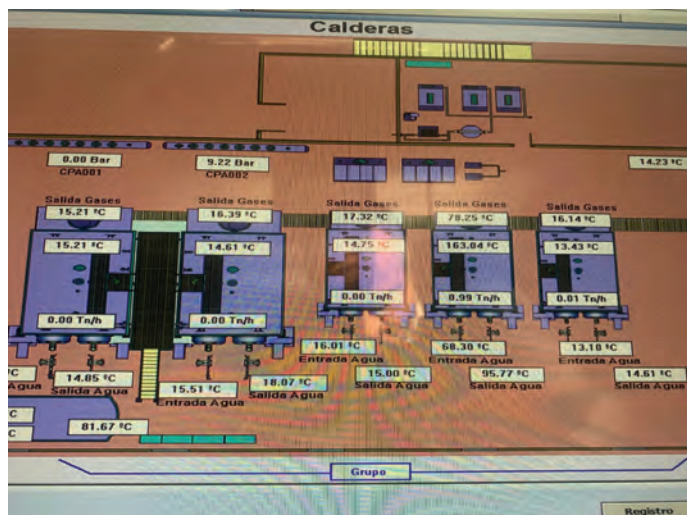 Calderas
0.00 Bar
CPA001
9.22 Bar
CPA002
14.23 ºC
Salida Gases
15.21 ºC
Salida Gases
16.39 ºC
Salida Gases
17.32 ºC
Salida Gases
78.25 ºC
Salida Gases
16.14 ºC
15.21 ºC
14.61 ºC
14.75 ºC
163.04 ºC
13.43 ºC
0.00 Tn/h
0.00 Tn/h
0.00 Tn/h
0.99 Tn/h
0.01 Tn/h
16.01 ºC
Entrada Agua
68.30 ºC
Entrada Agua
13.10 ºC
Entrada Agua
ºC
Agua
14.85 ºC
Salida Agua
15.51 ºC
Entrada Agua
18.07 ºC
Salida Agua
15.00 ºC
Salida Agua
95.77 ºC
Salida Agua
14.61 ºC
Salida Agua
ºC
ºC
81.67 ºC
Grupo
Registro